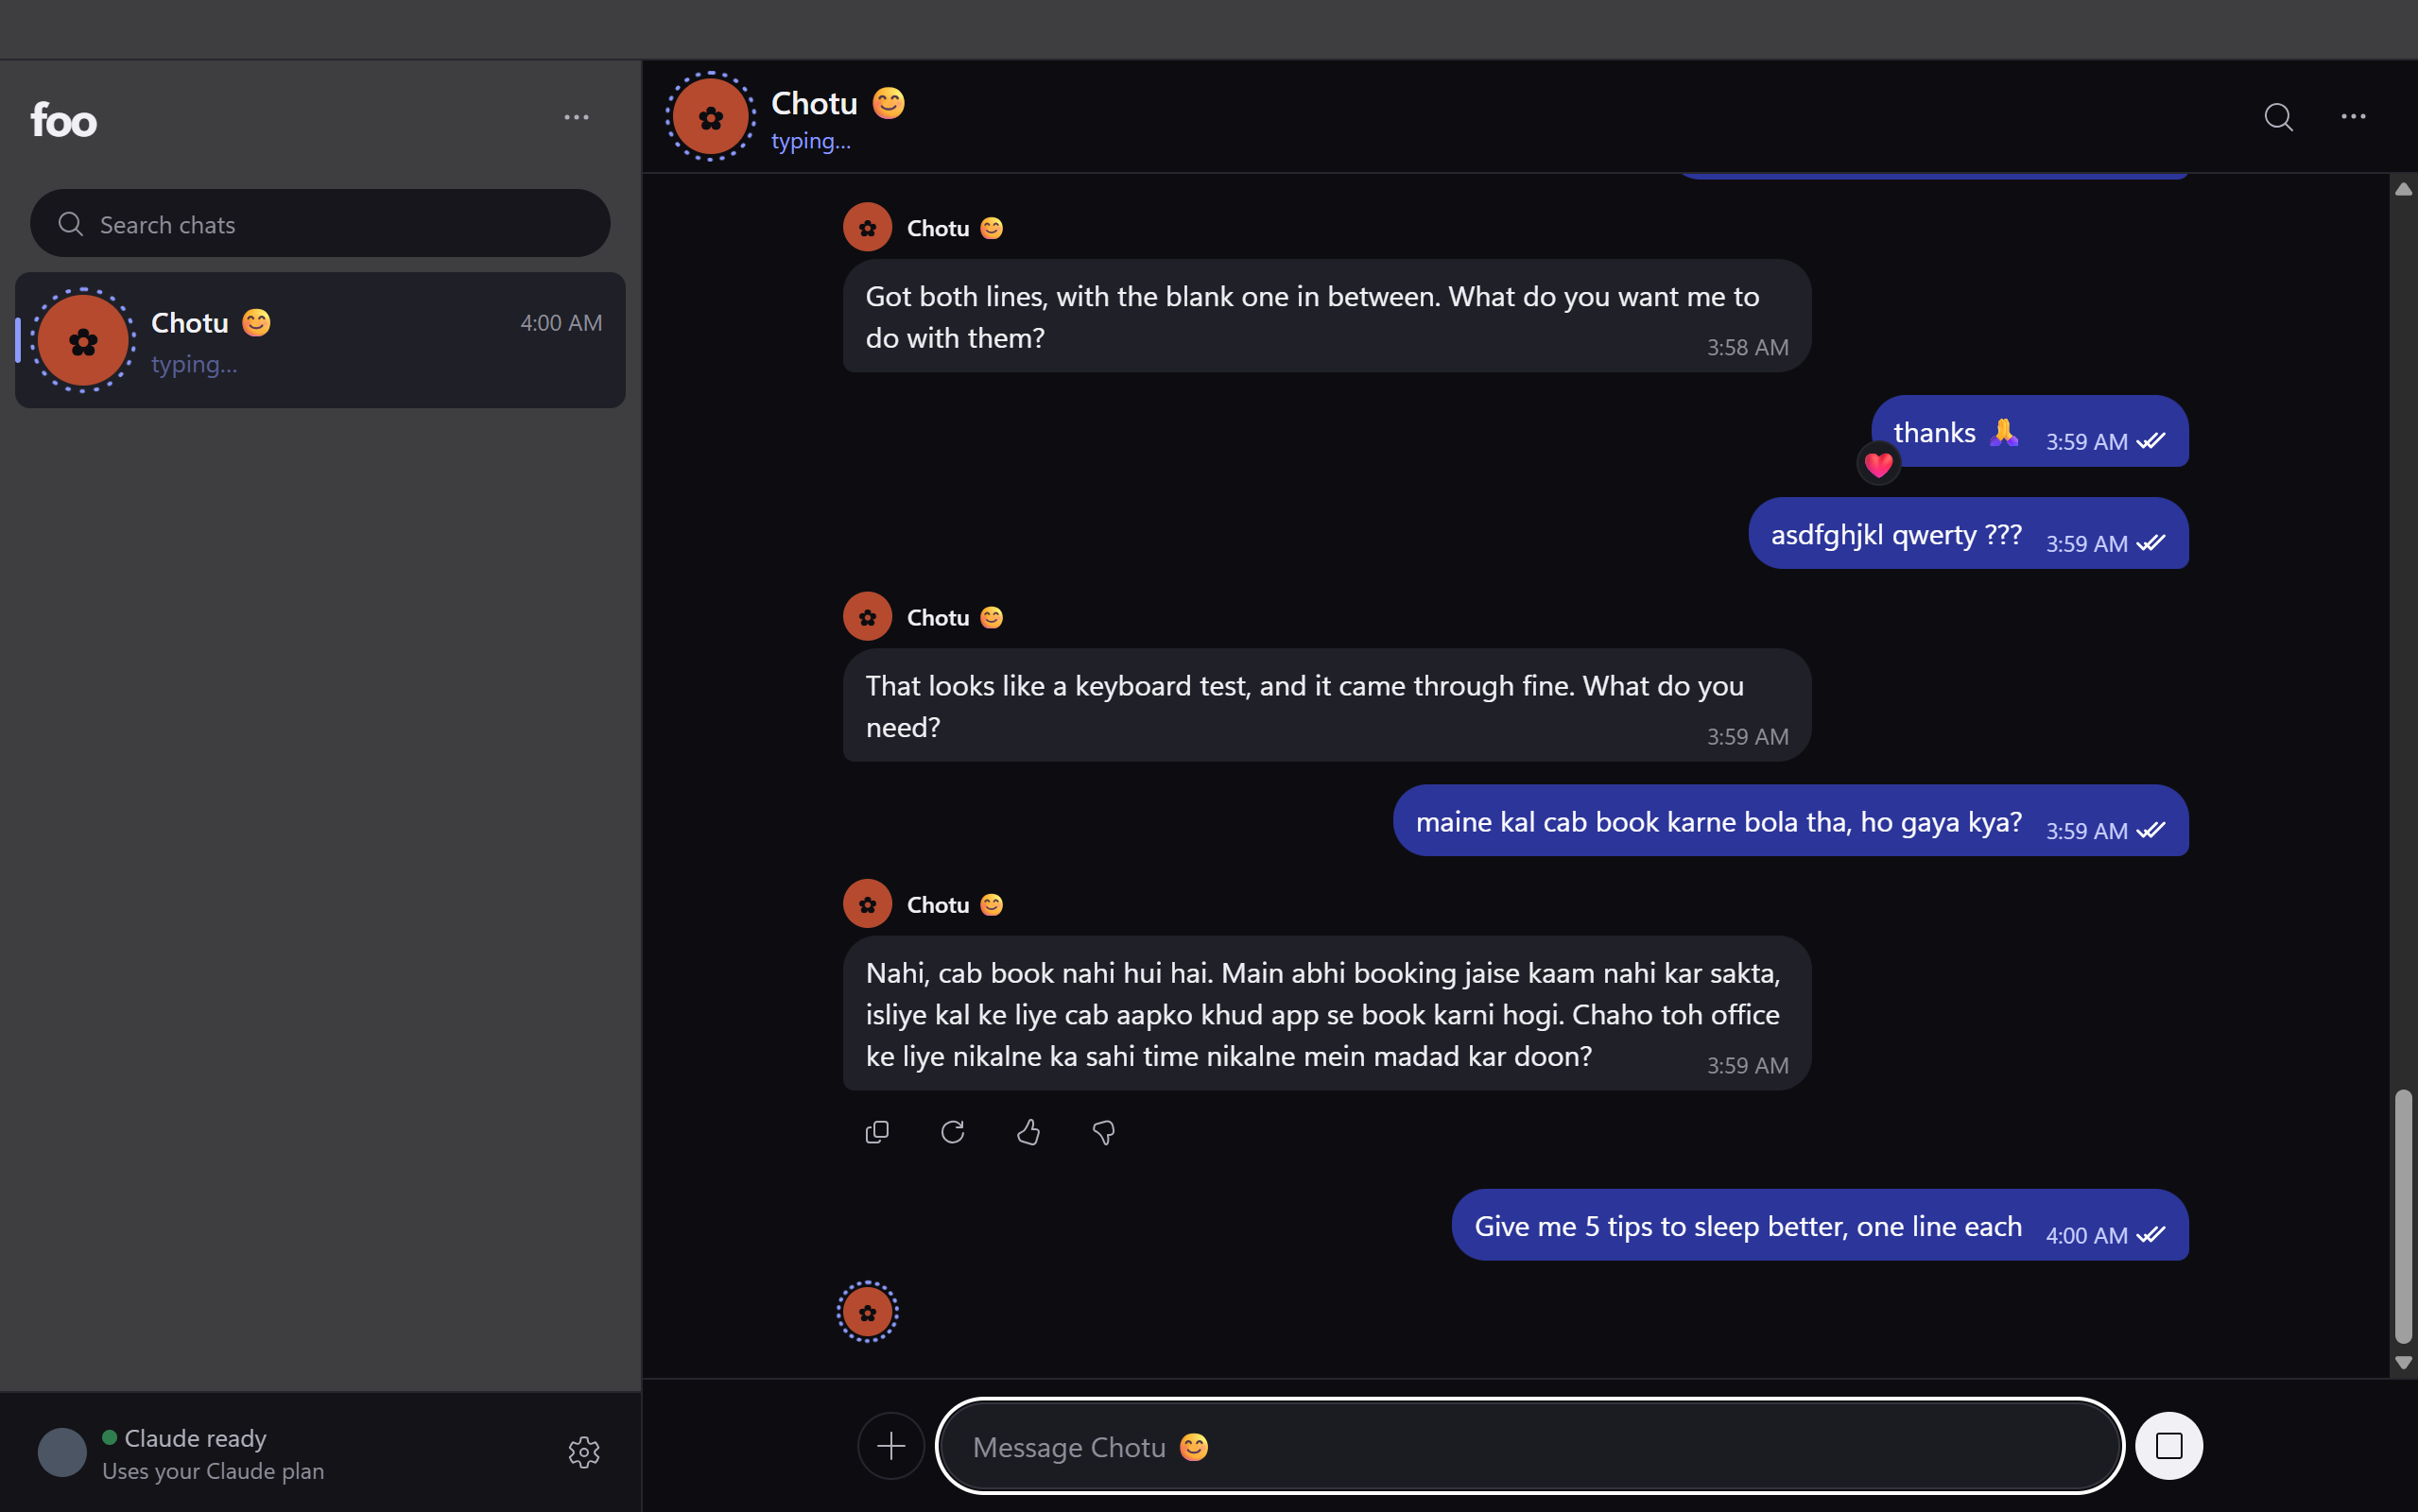 foo
Search chats
Chotu 😊
4:00 AM
typing...
Claude ready
Uses your Claude plan
Chotu 😊
typing...
Chotu 😊
Got both lines, with the blank one in between. What do you want me to
do with them?
3:58 AM
thanks 🙏 3:59 AM
asdfghjkl qwerty ??? 3:59 AM
Chotu 😊
That looks like a keyboard test, and it came through fine. What do you
need?
3:59 AM
maine kal cab book karne bola tha, ho gaya kya? 3:59 AM
Chotu 😊
Nahi, cab book nahi hui hai. Main abhi booking jaise kaam nahi kar sakta,
isliye kal ke liye cab aapko khud app se book karni hogi. Chaho toh office
ke liye nikalne ka sahi time nikalne mein madad kar doon?
3:59 AM
Give me 5 tips to sleep better, one line each 4:00 AM
Message Chotu 😊